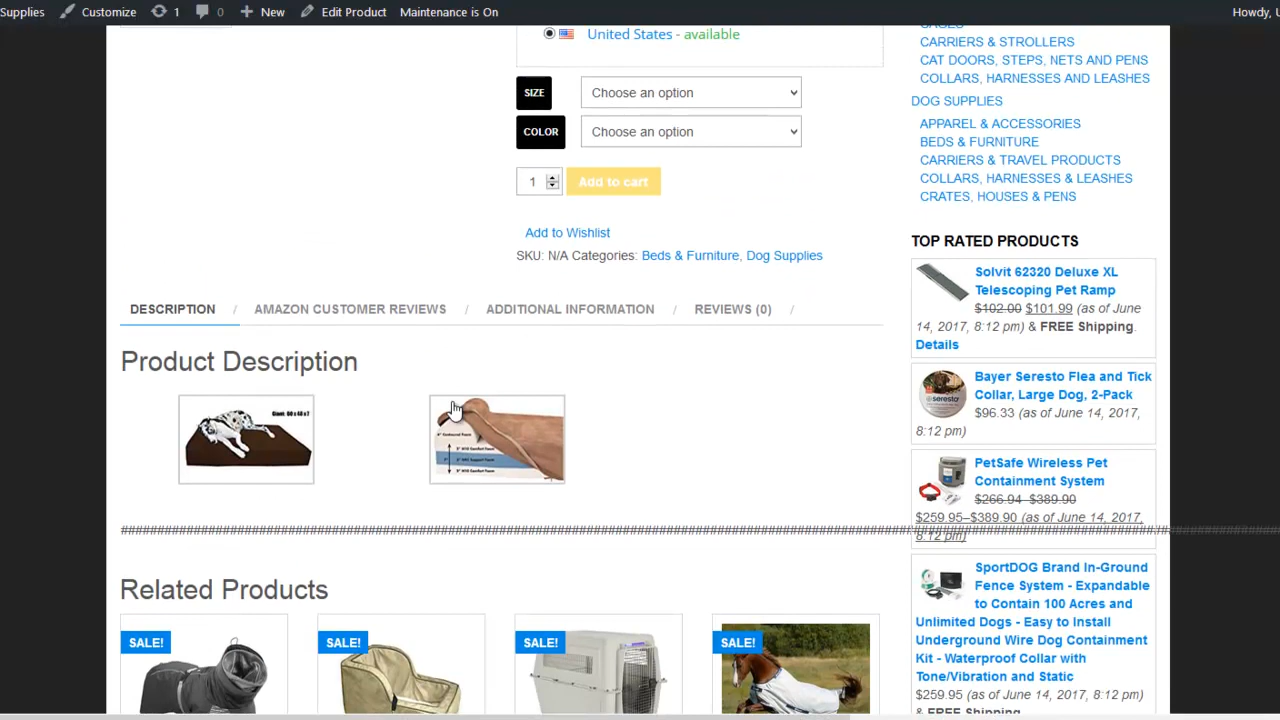 Supplies Customize 1 0 New Edit Product Maintenance is On Howdy, U
United States - available
SIZE Choose an option
COLOR Choose an option
1 Add to cart
Add to Wishlist
SKU: N/A Categories: Beds & Furniture, Dog Supplies
DESCRIPTION / AMAZON CUSTOMER REVIEWS / ADDITIONAL INFORMATION / REVIEWS (0) /
Product Description
Giant 60 x 48 x 7
Related Products
SALE! SALE! SALE! SALE!
CARRIERS & STROLLERS
CAT DOORS, STEPS, NETS AND PENS
COLLARS, HARNESSES AND LEASHES
DOG SUPPLIES
APPAREL & ACCESSORIES
BEDS & FURNITURE
CARRIERS & TRAVEL PRODUCTS
COLLARS, HARNESSES & LEASHES
CRATES, HOUSES & PENS
TOP RATED PRODUCTS
Solvit 62320 Deluxe XL
Telescoping Pet Ramp
$102.00 $101.99 (as of June
14, 2017, 8:12 pm) & FREE Shipping.
Details
Bayer Seresto Flea and Tick
Collar, Large Dog, 2-Pack
$96.33 (as of June 14, 2017,
8:12 pm)
seresto
PetSafe Wireless Pet
Containment System
$266.94–$389.90
$259.95–$389.90 (as of June 14, 2017,
8:12 pm)
SportDOG Brand In-Ground
Fence System - Expandable
to Contain 100 Acres and
Unlimited Dogs - Easy to Install
Underground Wire Dog Containment
Kit - Waterproof Collar with
Tone/Vibration and Static
$259.95 (as of June 14, 2017, 8:12 pm)
& FREE Shipping